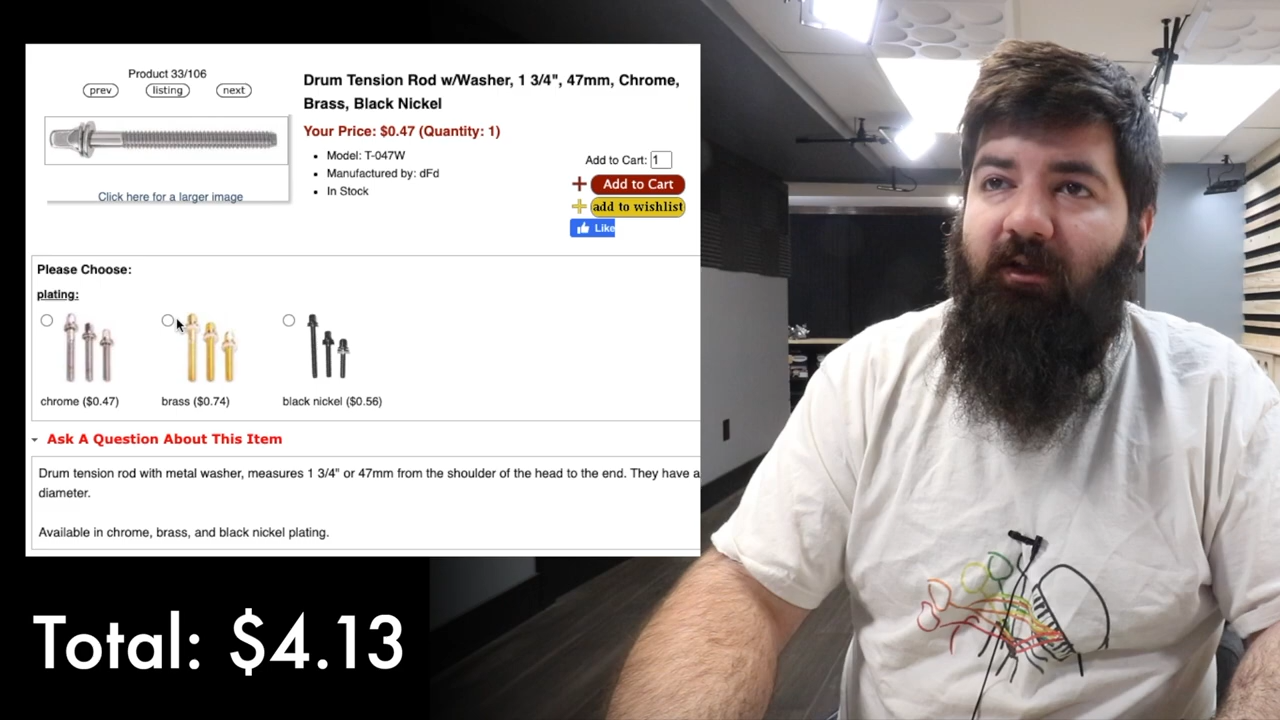 Product 33/106
prev
listing
next
Click here for a larger image
Drum Tension Rod w/Washer, 1 3/4", 47mm, Chrome,
Brass, Black Nickel
Your Price: $0.47 (Quantity: 1)
Model: T-047W
Manufactured by: dFd
In Stock
Add to Cart: 1
Add to Cart
add to wishlist
Like
Please Choose:
plating:
chrome ($0.47)
brass ($0.74)
black nickel ($0.56)
Ask A Question About This Item
Drum tension rod with metal washer, measures 1 3/4" or 47mm from the shoulder of the head to the end. They have a
diameter.
Available in chrome, brass, and black nickel plating.
Total: $4.13